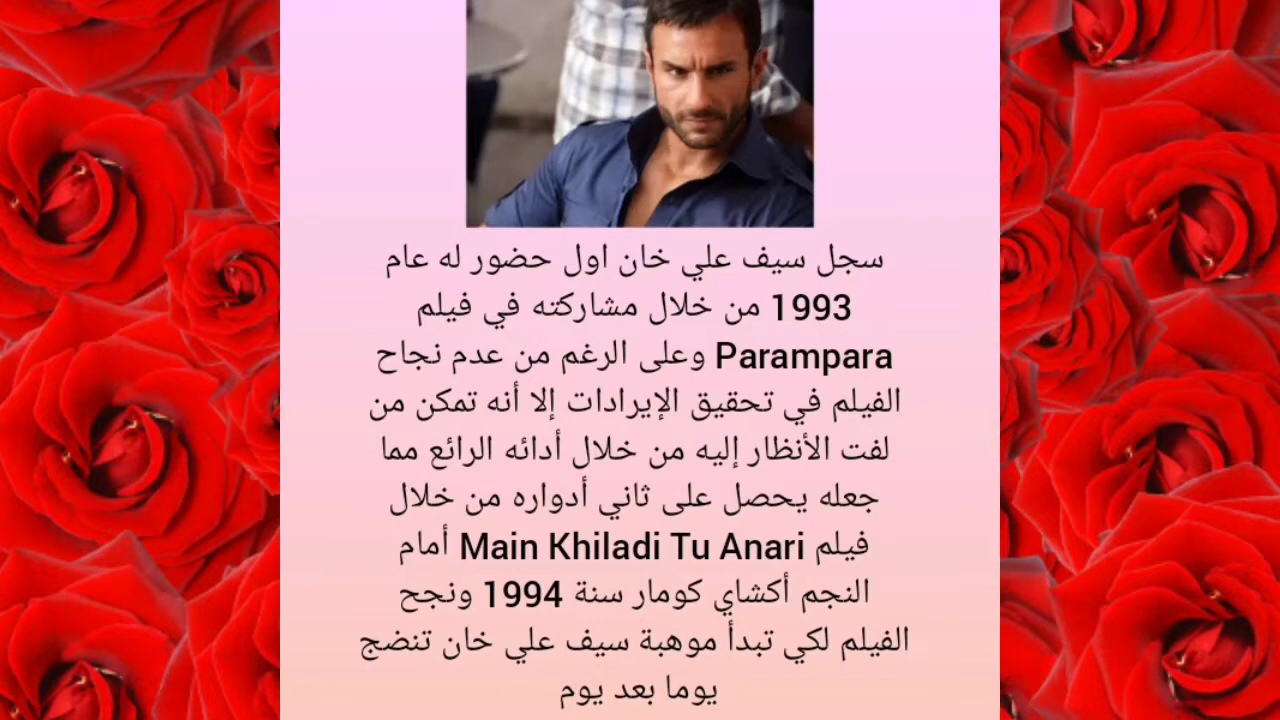 سجل سيف علي خان اول حضور له عام
1993 من خلال مشاركته في فيلم
Parampara وعلى الرغم من عدم نجاح
الفيلم في تحقيق الإيرادات إلا أنه تمكن من
لفت الأنظار إليه من خلال أدائه الرائع مما
جعله يحصل على ثاني أدواره من خلال
فيلم Main Khiladi Tu Anari أمام
النجم أكشاي كومار سنة 1994 ونجح
الفيلم لكي تبدأ موهبة سيف علي خان تنضج
يوما بعد يوم